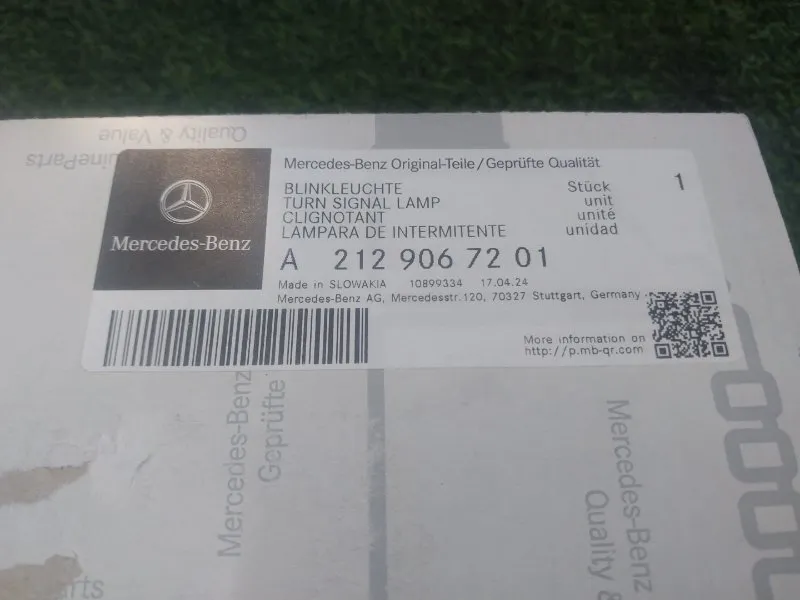 Quality & Value
uineParts
Mercedes-Benz
Mercedes-Benz Original-Teile/Geprüfte Qualität
BLINKLEUCHTE Stück 1
TURN SIGNAL LAMP unit
CLIGNOTANT unité
LAMPARA DE INTERMITENTE unidad
A 212 906 72 01
Made in SLOWAKIA 10899334 17.04.24
Mercedes-Benz AG, Mercedesstr.120, 70327 Stuttgart, Germany
More information on
http://p.mb-qr.com
Mercedes-Benz
Geprüfte
Mercedes-Benz
Quality &
arts